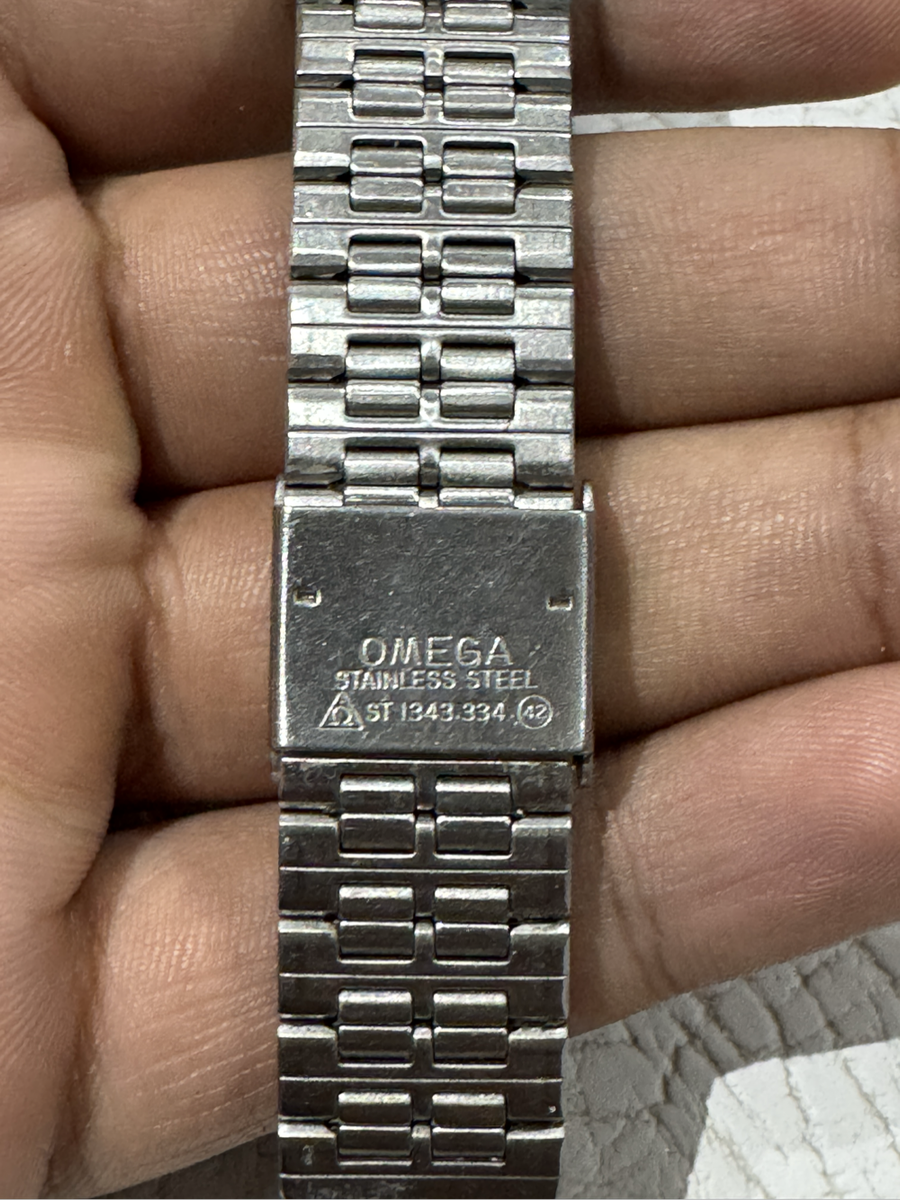 OMEGA
STAINLESS STEEL
Ω ST 1343.334. 42